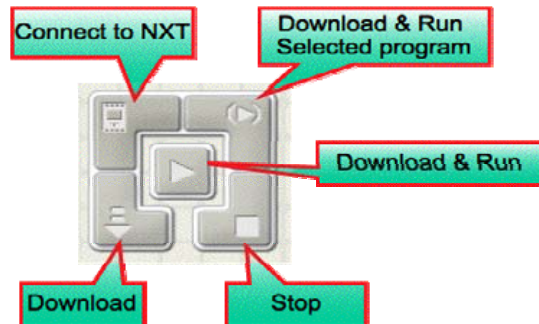 Connect to NXT
Download & Run
Selected program
Download & Run
Download
Stop